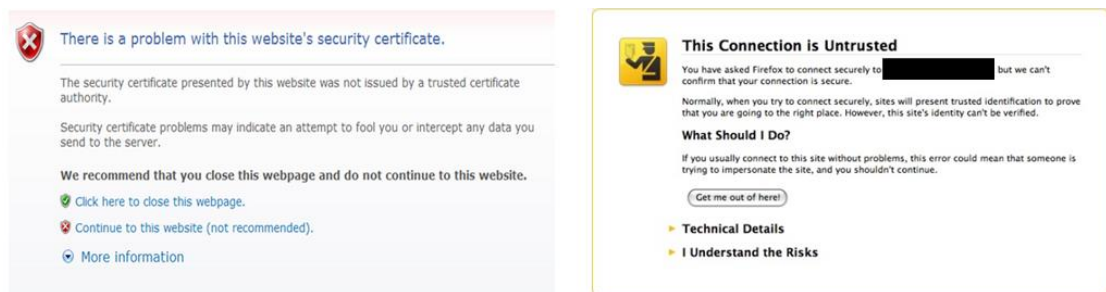 There is a problem with this website's security certificate.
The security certificate presented by this website was not issued by a trusted certificate
authority.
Security certificate problems may indicate an attempt to fool you or intercept any data you
send to the server.
We recommend that you close this webpage and do not continue to this website.
Click here to close this webpage.
Continue to this website (not recommended).
More information
This Connection is Untrusted
You have asked Firefox to connect securely to but we can't
confirm that your connection is secure.
Normally, when you try to connect securely, sites will present trusted identification to prove
that you are going to the right place. However, this site's identity can't be verified.
What Should I Do?
If you usually connect to this site without problems, this error could mean that someone is
trying to impersonate the site, and you shouldn't continue.
Get me out of here!
Technical Details
I Understand the Risks